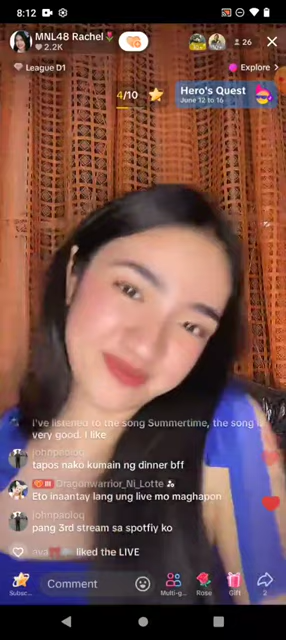 8:12
MNL48 Rachel
2.2K
26
League D1
Explore >
4/10
Hero's Quest
June 12 to 16
I've listened to the song Summertime, the song is
very good. I like
johnpaoloq
tapos nako kumain ng dinner bff
III Dragonwarrior_Ni_Lotte
Eto inaantay lang ung live mo maghapon
johnpaoloq
pang 3rd stream sa spotfiy ko
liked the LIVE
Subsc...
Comment
Multi-g...
Rose
Gift
2